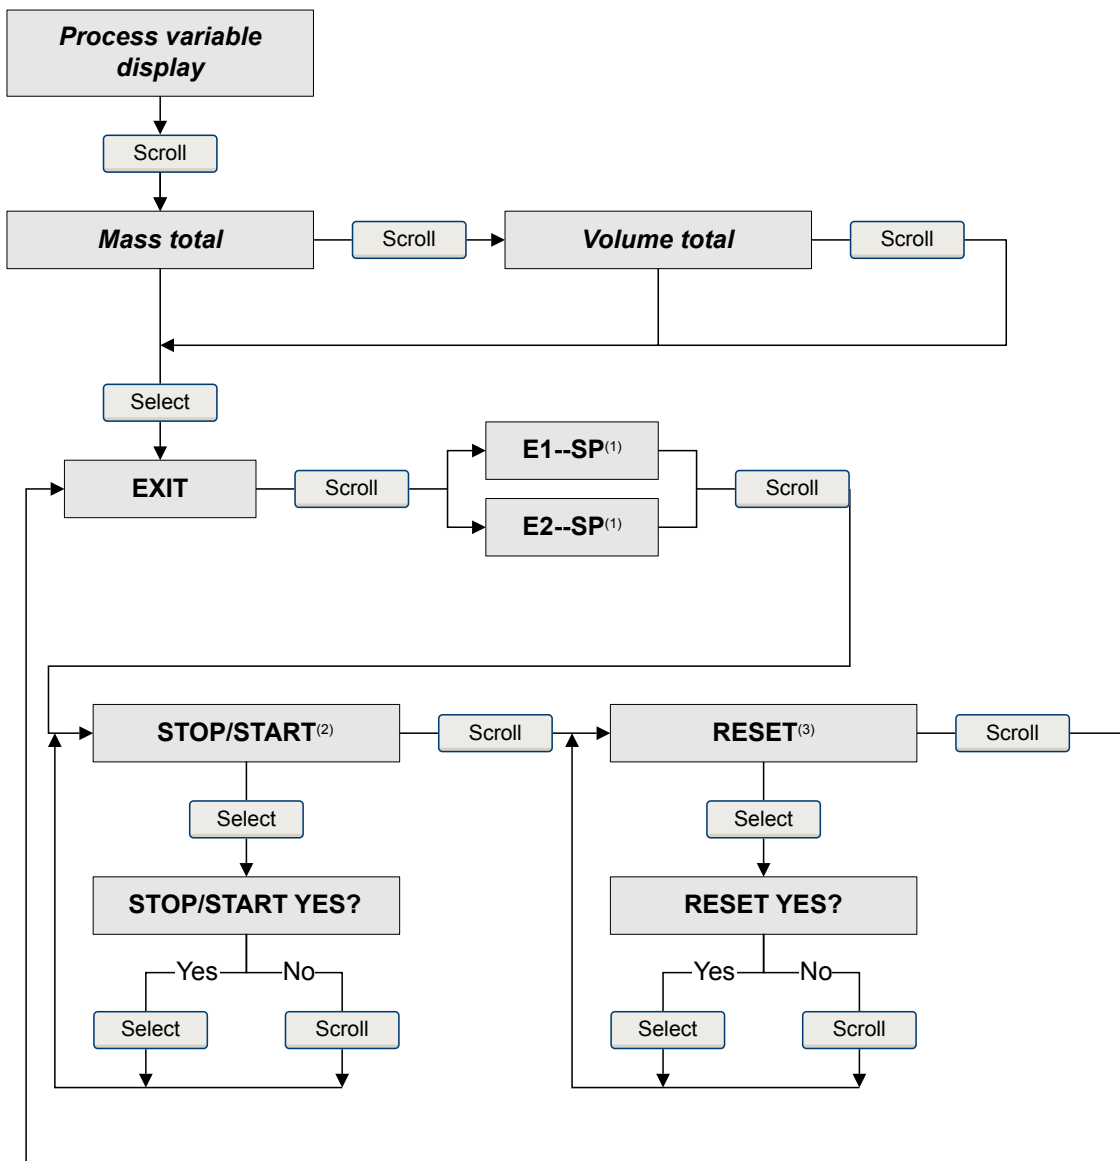 Process variable
display
Scroll
Mass total
Scroll
Volume total
Scroll
Select
EXIT
Scroll
E1--SP(1)
E2--SP(1)
Scroll
STOP/START(2)
Scroll
RESET(3)
Scroll
Select
Select
STOP/START YES?
RESET YES?
Yes
No
Yes
No
Select
Scroll
Select
Scroll